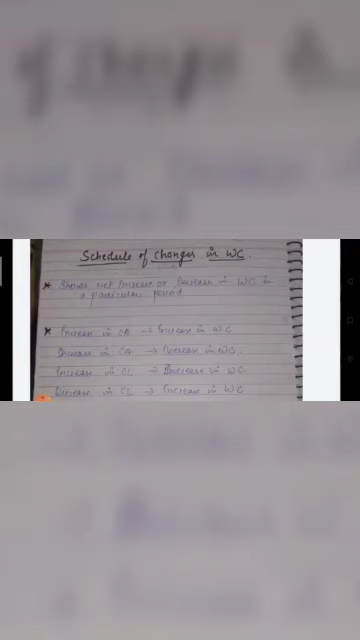 Schedule of changes in WC.
* Shows net Increase or Decrease in WC in
a particular period
* Increase in CA → Increase in WC
Decrease in CA → Decrease in WC.
Increase in CL → Decrease in WC
Decrease in CL → Increase in WC